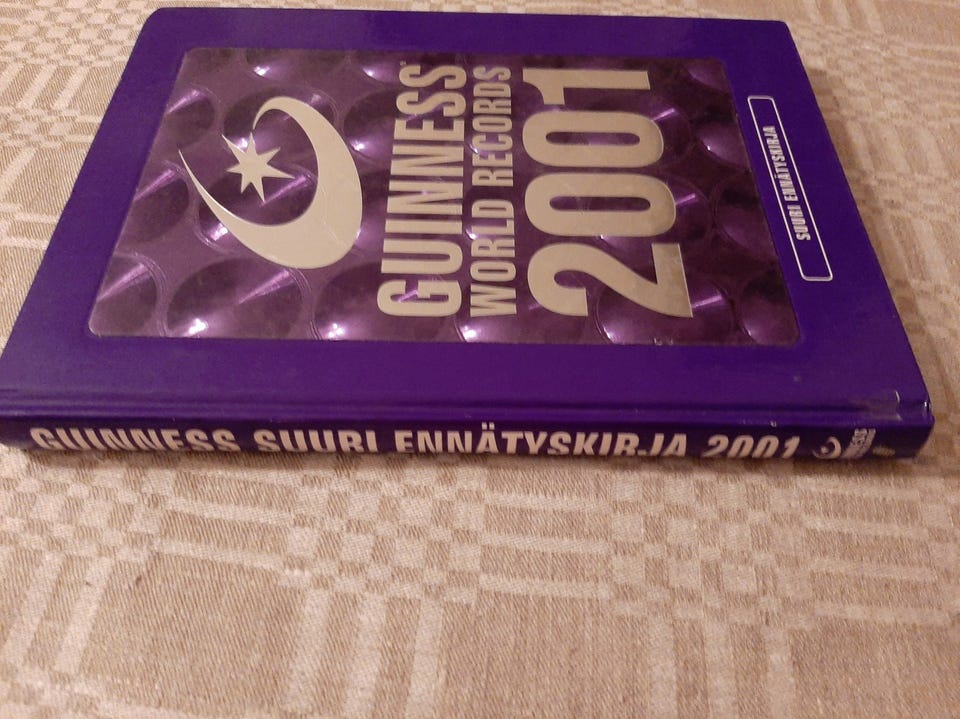 GUINNESS
WORLD RECORDS
2001
SUURI ENNÄTYSKIRJA
GUINNESS SUURI ENNÄTYSKIRJA 2001